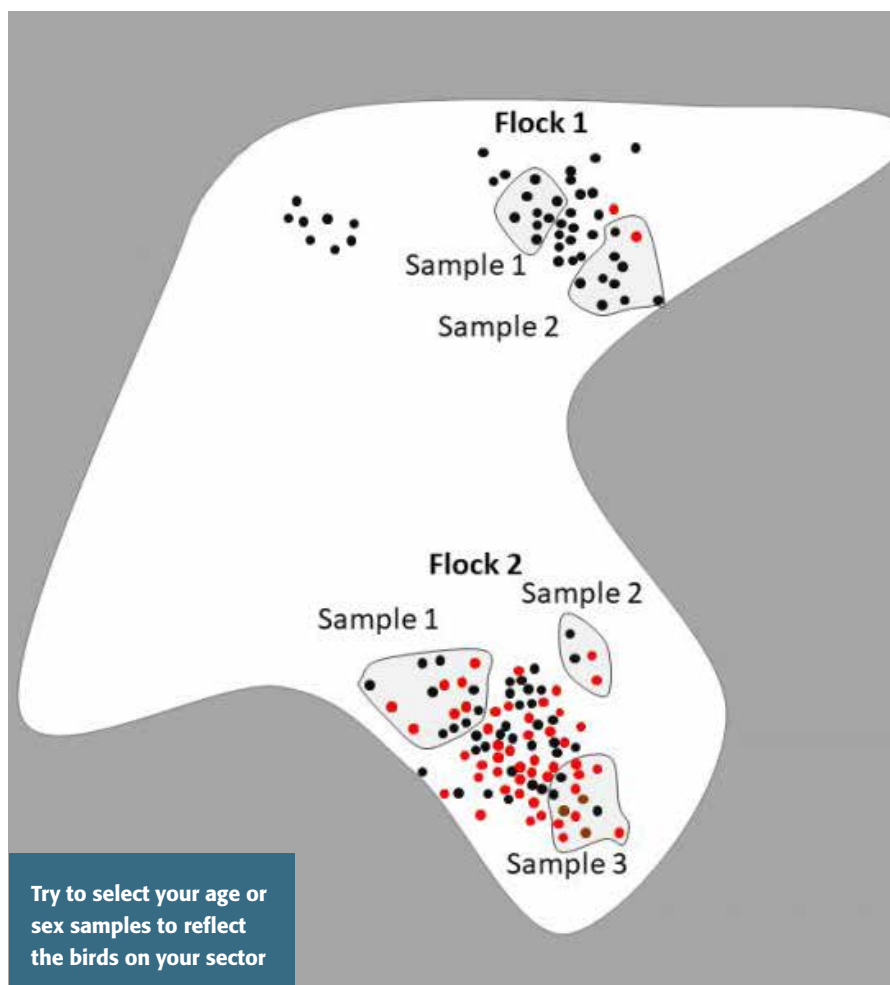 Flock 1
Sample 1
Sample 2
Flock 2
Sample 2
Sample 1
Sample 3
Try to select your age or
sex samples to reflect
the birds on your sector